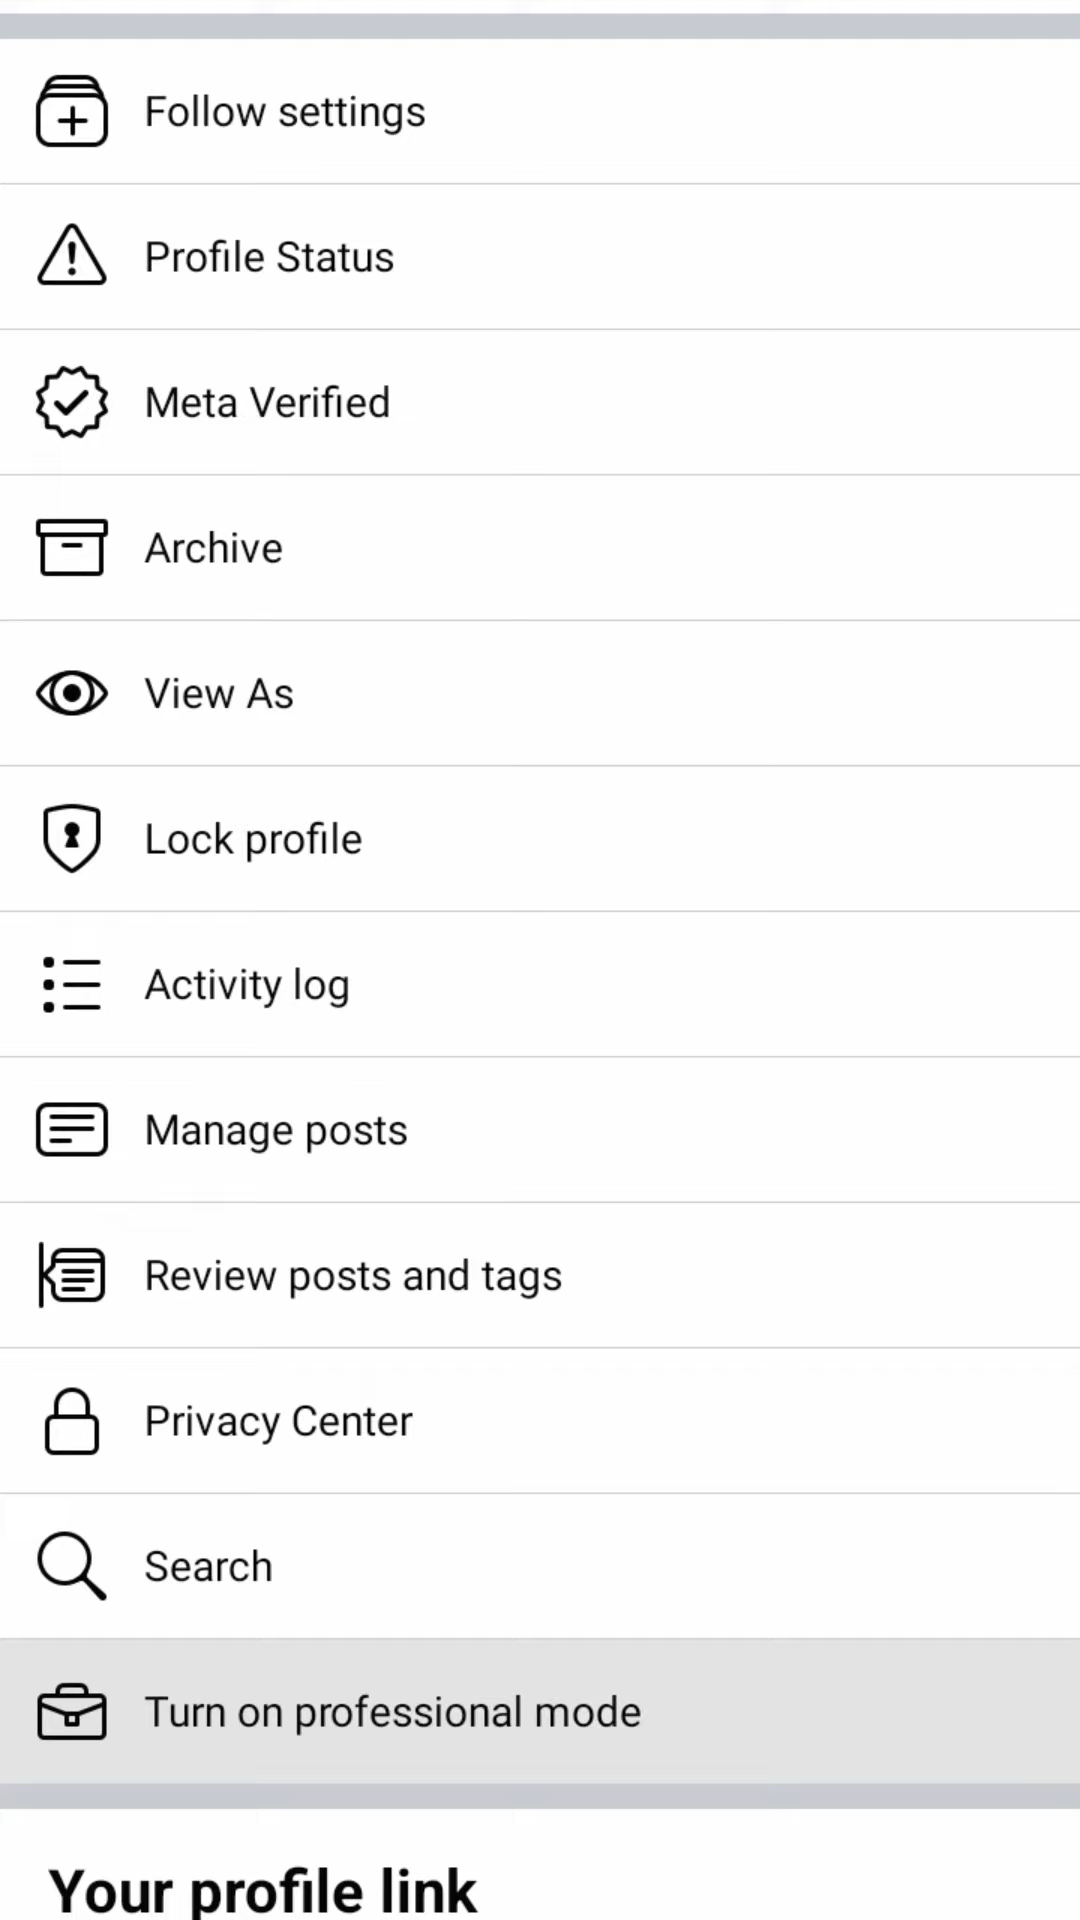 Follow settings
Profile Status
Meta Verified
Archive
View As
Lock profile
Activity log
Manage posts
Review posts and tags
Privacy Center
Search
Turn on professional mode
Your profile link